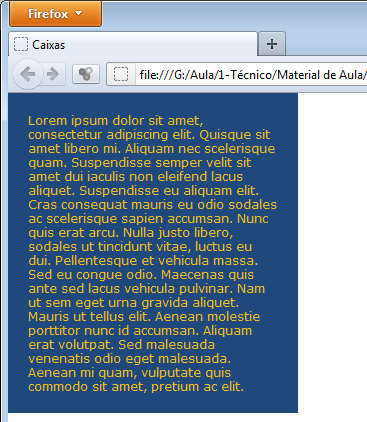 Firefox
Caixas
file:///G:/Aula/1-Técnico/Material de Aula/
Lorem ipsum dolor sit amet,
consectetur adipiscing elit. Quisque sit
amet libero mi. Aliquam nec scelerisque
quam. Suspendisse semper velit sit
amet dui iaculis non eleifend lacus
aliquet. Suspendisse eu aliquam elit.
Cras consequat mauris eu odio sodales
ac scelerisque sapien accumsan. Nunc
quis erat arcu. Nulla justo libero,
sodales ut tincidunt vitae, luctus eu
dui. Pellentesque et vehicula massa.
Sed eu congue odio. Maecenas quis
ante sed lacus vehicula pulvinar. Nam
ut sem eget urna gravida aliquet.
Mauris ut tellus elit. Aenean molestie
porttitor nunc id accumsan. Aliquam
erat volutpat. Sed malesuada
venenatis odio eget malesuada.
Aenean mi quam, vulputate quis
commodo sit amet, pretium ac elit.